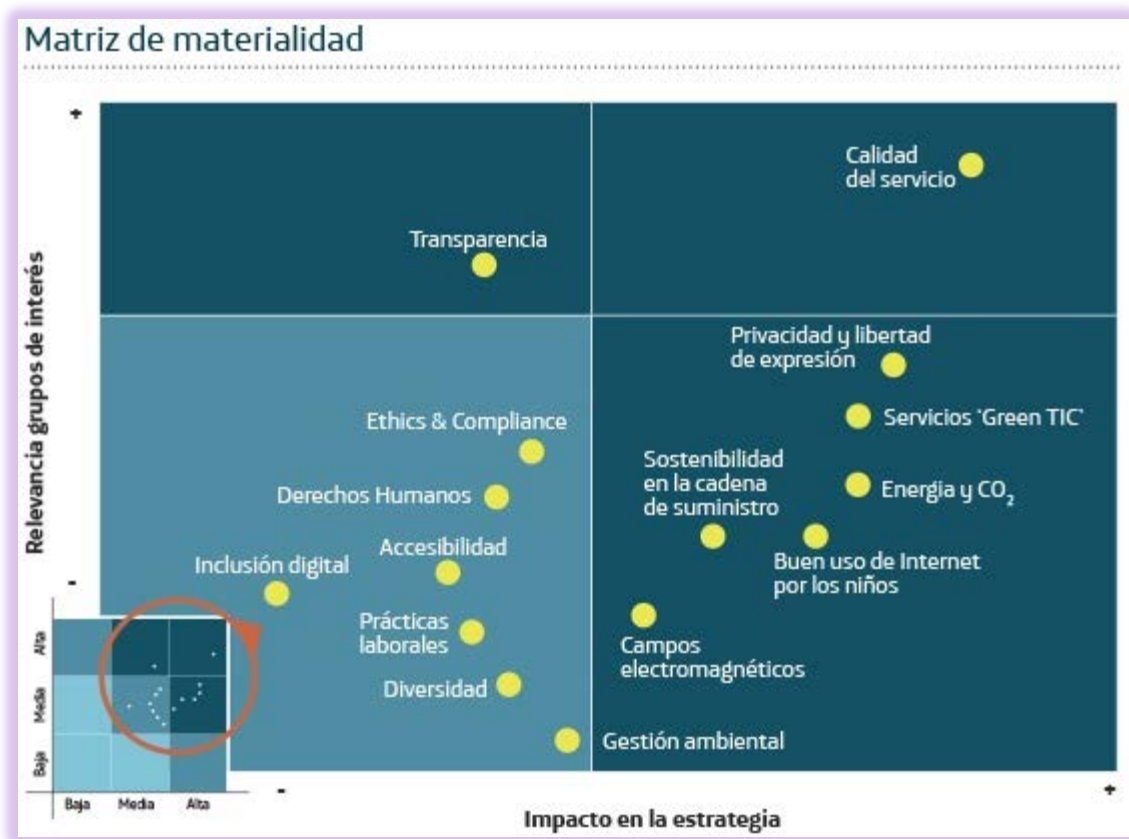 Matriz de materialidad
+
Calidad
del servicio
Transparencia
Relevancia grupos de interés
Privacidad y libertad
de expresión
Servicios 'Green TIC'
Ethics & Compliance
Sostenibilidad
en la cadena
de suministro
Energía y CO₂
Derechos Humanos
Accesibilidad
Buen uso de Internet
por los niños
Inclusión digital
-
Prácticas
laborales
Campos
electromagnéticos
Diversidad
Gestión ambiental
Alta
Media
Baja
Baja Media Alta
- +
Impacto en la estrategia